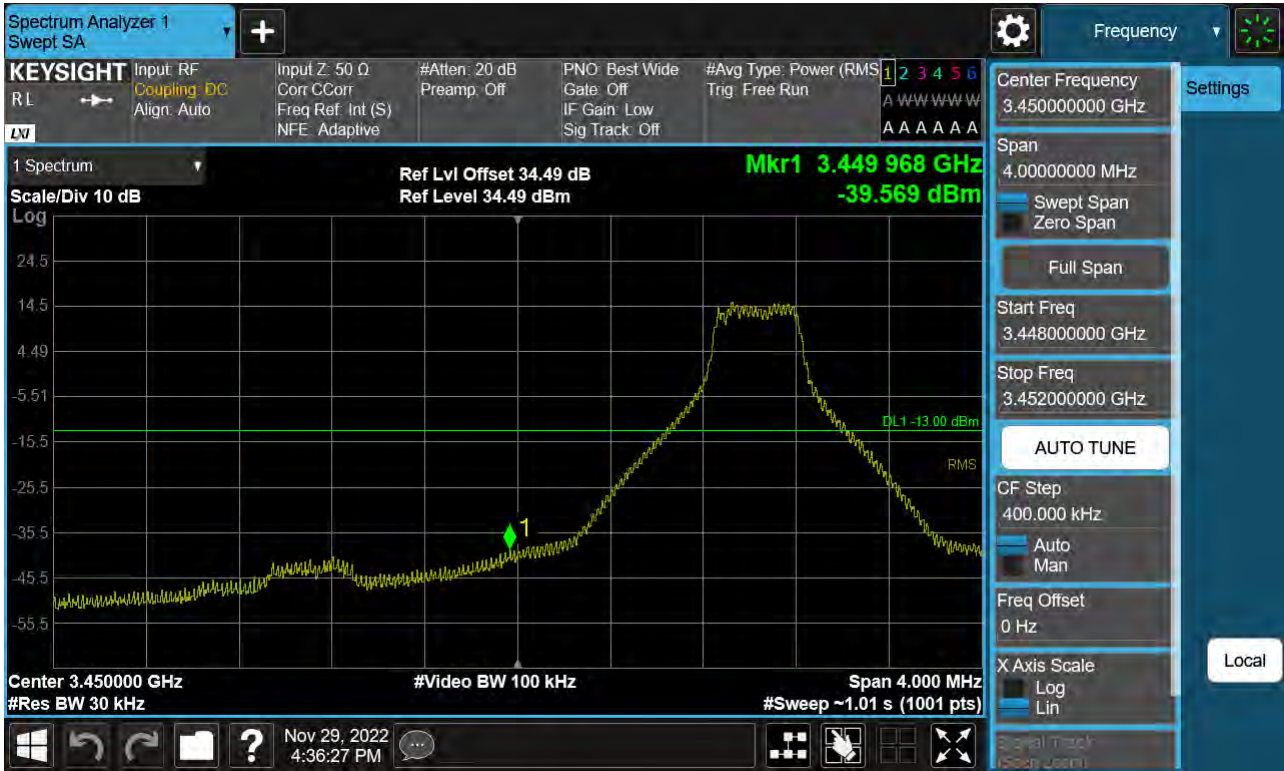 Spectrum Analyzer 1
Swept SA
Frequency
KEYSIGHT
RL
LXI
Input: RF
Coupling: DC
Align: Auto
Input Z: 50 Ω
Corr CCorr
Freq Ref: Int (S)
NFE: Adaptive
#Atten: 20 dB
Preamp: Off
PNO: Best Wide
Gate: Off
IF Gain: Low
Sig Track: Off
#Avg Type: Power (RMS
Trig: Free Run
1 2 3 4 5 6
A W W W W W
A A A A A A
Center Frequency
3.450000000 GHz
Settings
Span
4.00000000 MHz
Swept Span
Zero Span
Full Span
Start Freq
3.448000000 GHz
Stop Freq
3.452000000 GHz
AUTO TUNE
CF Step
400.000 kHz
Auto
Man
Freq Offset
0 Hz
X Axis Scale
Log
Lin
Signal Track
(Span Zoom)
Local
1 Spectrum
Scale/Div 10 dB
Log
Ref Lvl Offset 34.49 dB
Ref Level 34.49 dBm
Mkr1 3.449 968 GHz
-39.569 dBm
24.5
14.5
4.49
-5.51
DL1 -13.00 dBm
-15.5
RMS
-25.5
1
-35.5
-45.5
-55.5
Center 3.450000 GHz
#Video BW 100 kHz
Span 4.000 MHz
#Res BW 30 kHz
#Sweep ~1.01 s (1001 pts)
?
Nov 29, 2022
4:36:27 PM